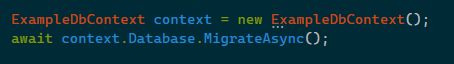 ExampleDbContext context = new ExampleDbContext();
await context.Database.MigrateAsync();